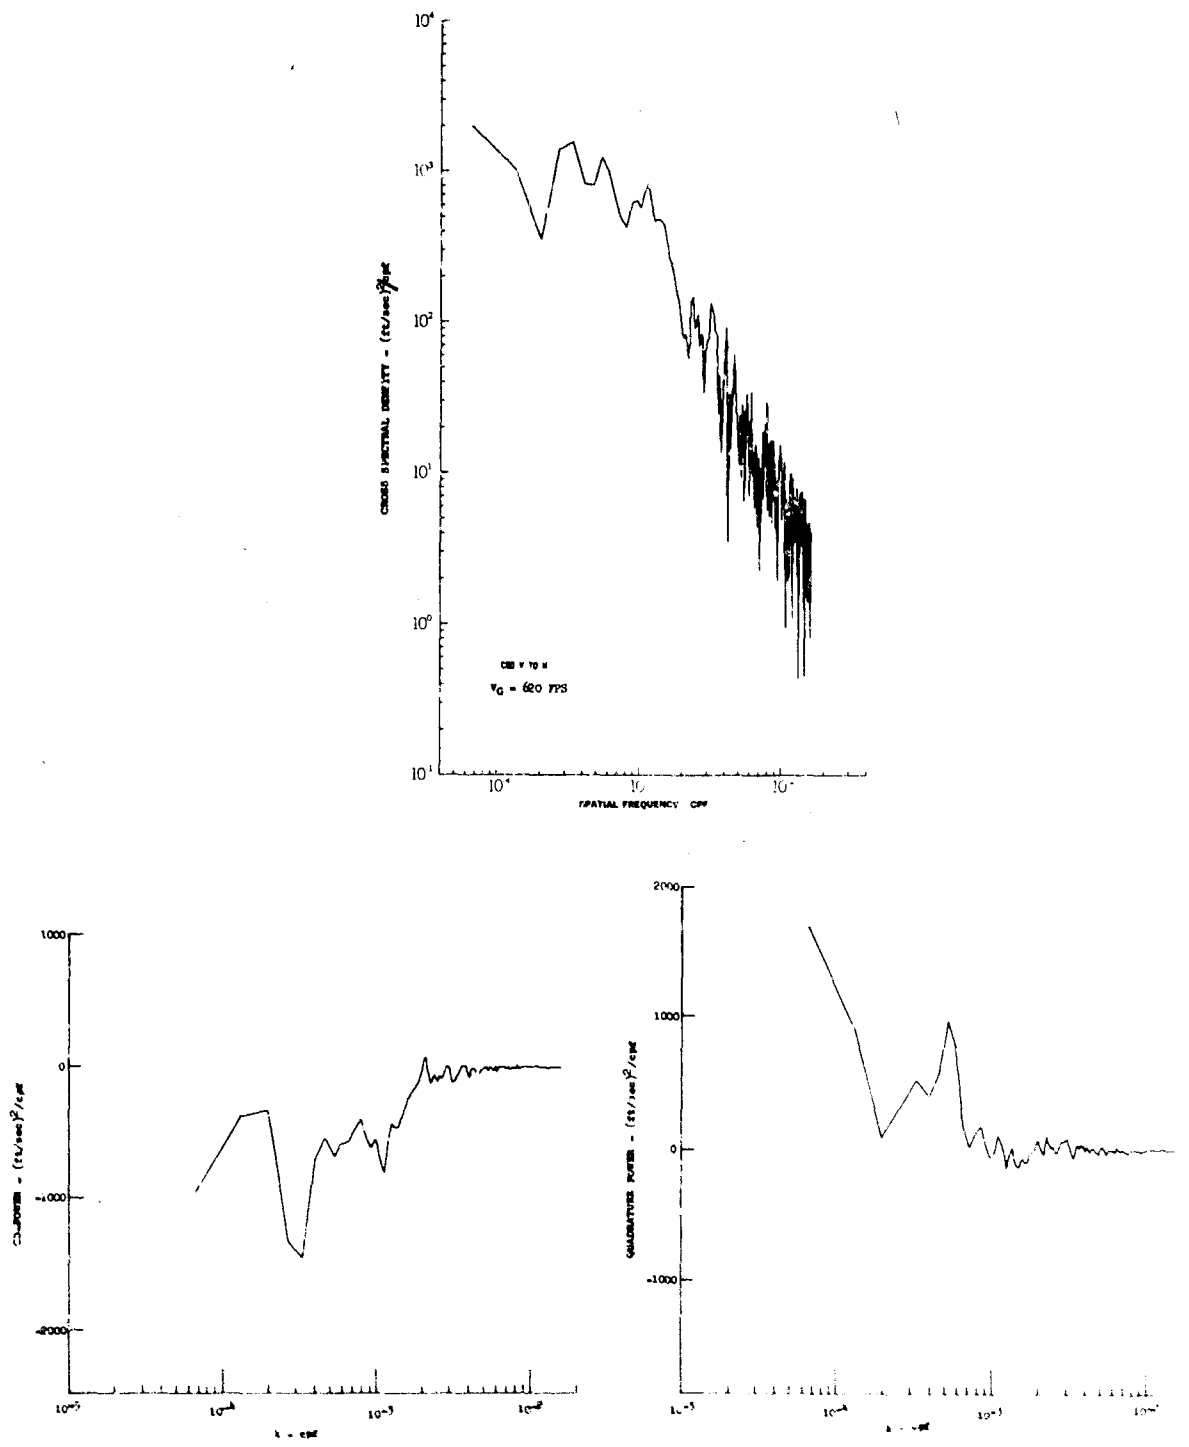 10⁴
10³
CROSS SPECTRAL DENSITY - (ft/sec)²/cpf
10²
10¹
10⁰
V_G = 620 FPS
10⁻¹
SPATIAL FREQUENCY CPF
2000
1000
1000
0
0
-1000
-1000
-2000
CO-POWER - (ft/sec)²/cpf
QUADRATURE POWER - (ft/sec)²/cpf
10⁻⁵ 10⁻⁴ 10⁻³
k - cpf
10⁻⁵ 10⁻⁴ 10⁻³